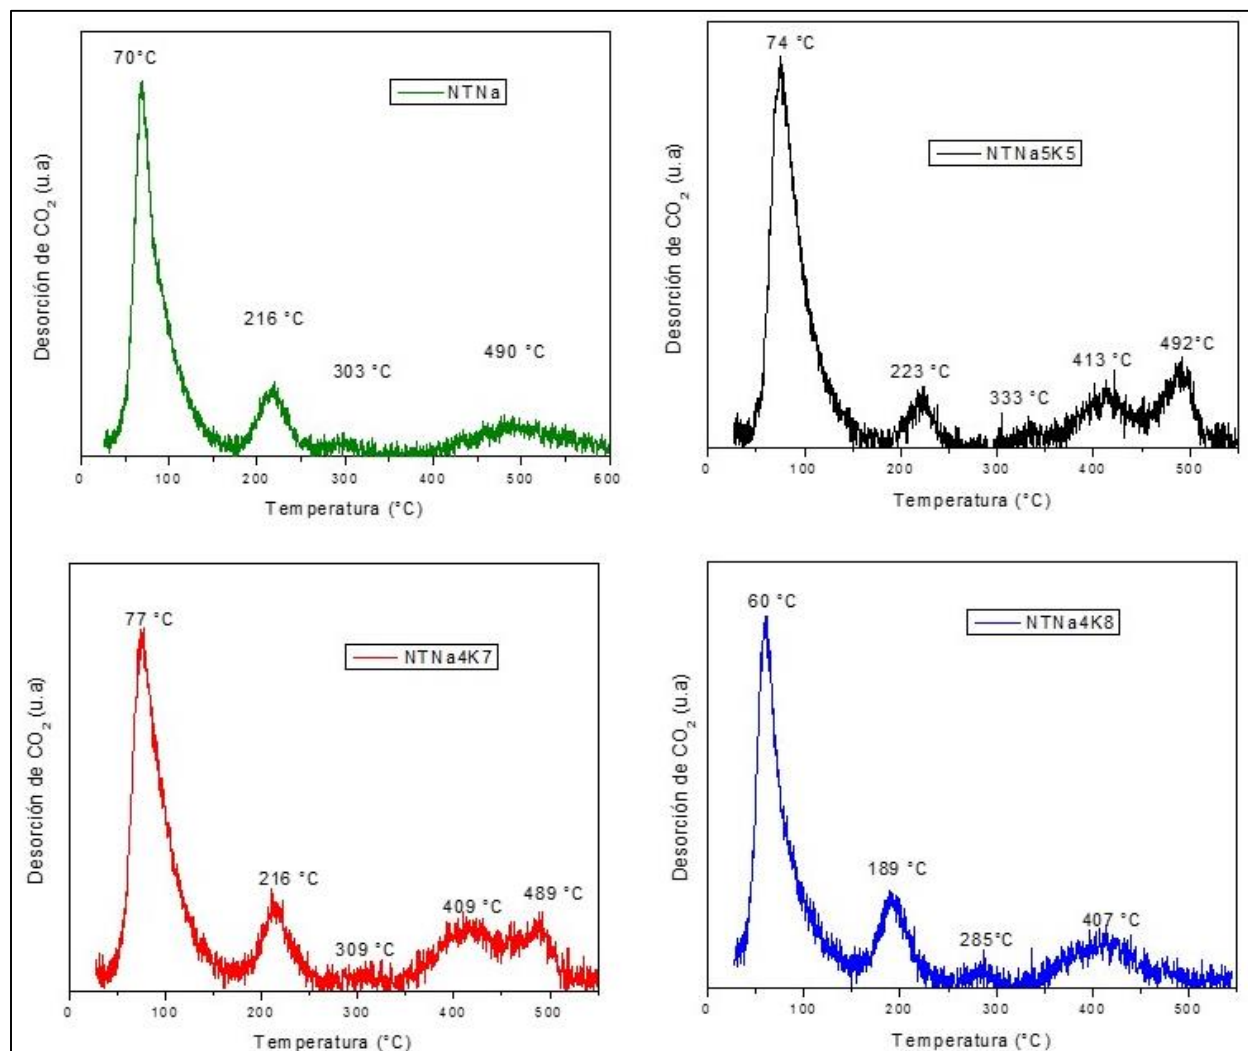 70°C
NTNa
216 °C
303 °C
490 °C
Desorción de CO₂ (u.a)
0 100 200 300 400 500 600
Temperatura (°C)
74 °C
NTNa5K5
223 °C
333 °C
413 °C
492°C
Desorción de CO₂ (u.a)
0 100 200 300 400 500
Temperatura (°C)
77 °C
NTNa4K7
216 °C
309 °C
409 °C
489 °C
Desorción de CO₂ (u.a)
0 100 200 300 400 500
Temperatura (°C)
60 °C
NTNa4K8
189 °C
285°C
407 °C
Desorción de CO₂ (u.a)
0 100 200 300 400 500
Temperatura (°C)